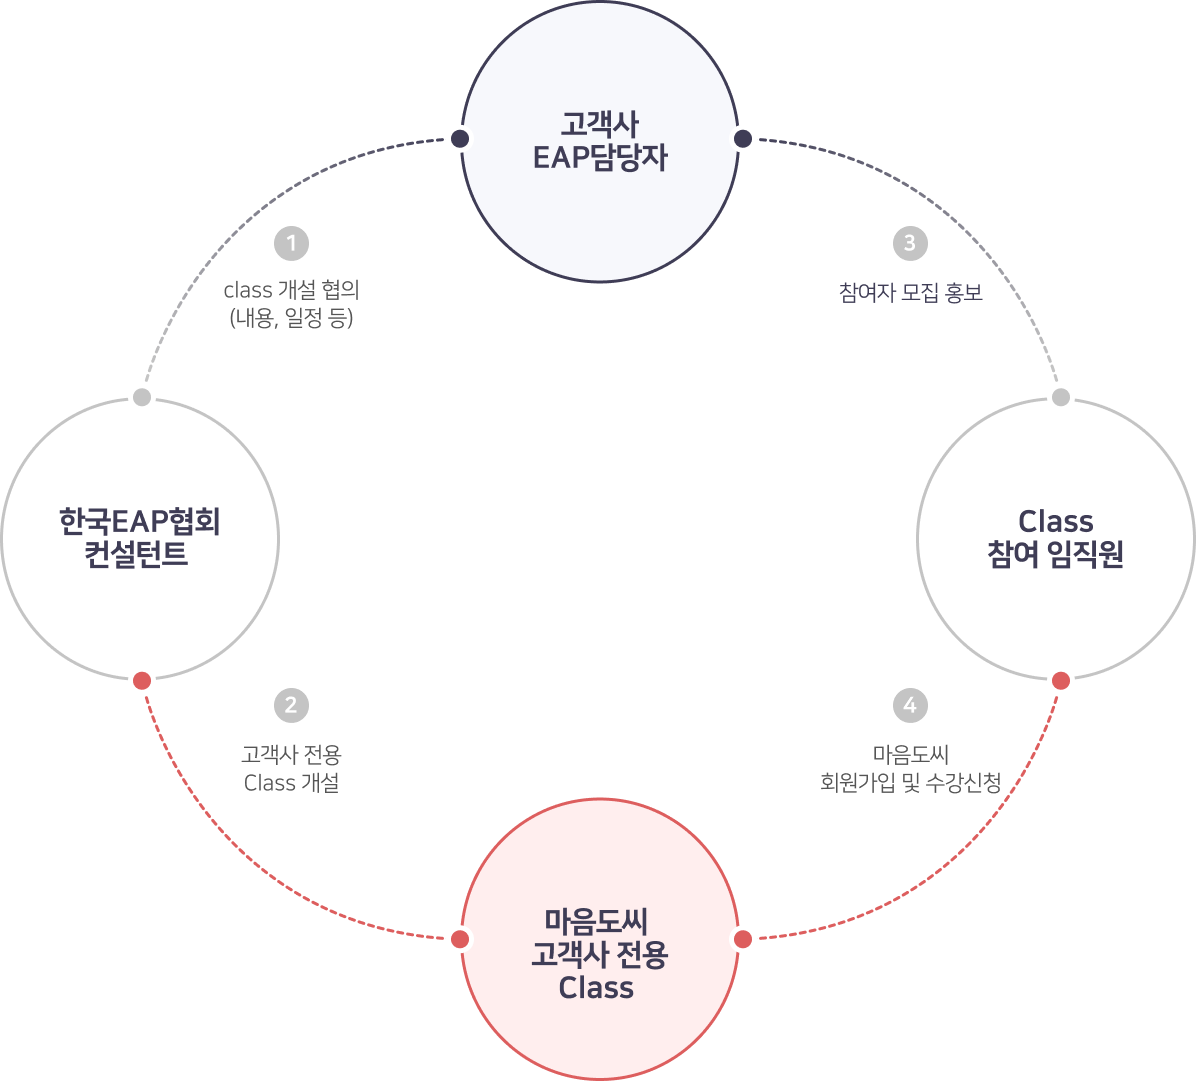 고객사
EAP담당자
1
class 개설 협의
(내용, 일정 등)
3
참여자 모집 홍보
한국EAP협회
컨설턴트
Class
참여 임직원
2
고객사 전용
Class 개설
4
마음도씨
회원가입 및 수강신청
마음도씨
고객사 전용
Class